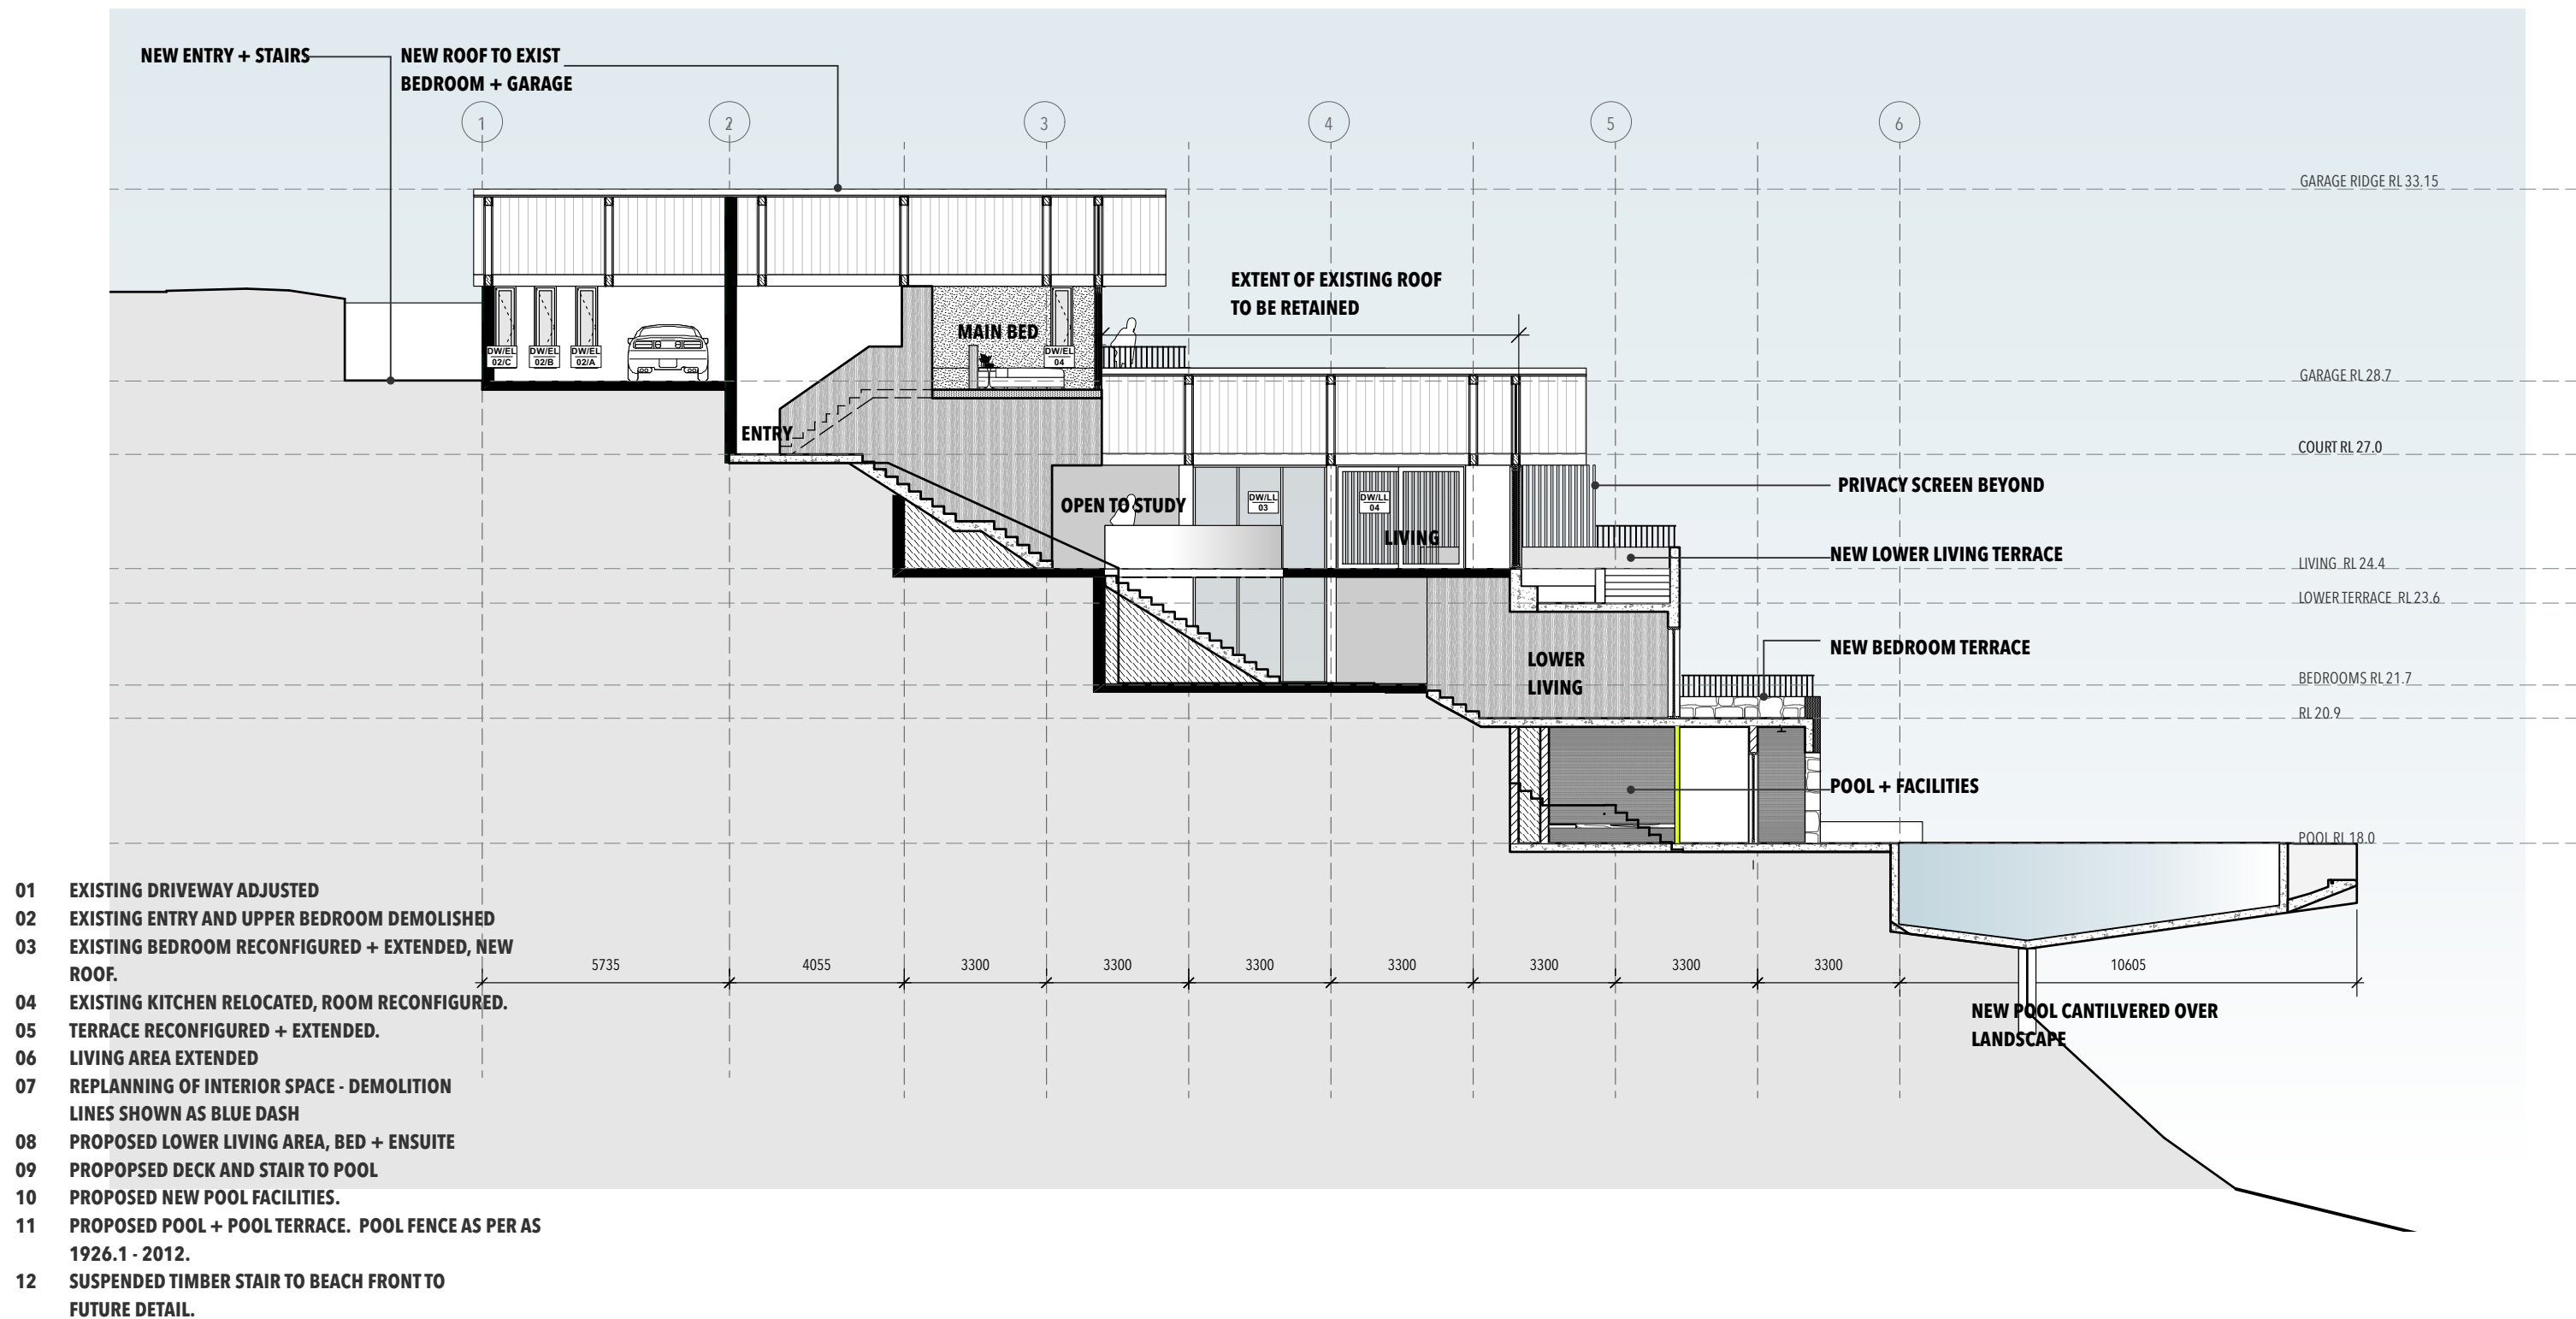 NEW ENTRY + STAIRS
NEW ROOF TO EXIST
BEDROOM + GARAGE
1
2
3
4
5
6
GARAGE RIDGE RL 33.15
EXTENT OF EXISTING ROOF
TO BE RETAINED
MAIN BED
DW/EL
02/C
DW/EL
02/B
DW/EL
02/A
DW/EL
04
GARAGE RL 28.7
ENTRY
COURT RL 27.0
PRIVACY SCREEN BEYOND
OPEN TO STUDY
DW/LL
03
DW/LL
04
LIVING
NEW LOWER LIVING TERRACE
LIVING RL 24.4
LOWER TERRACE RL 23.6
NEW BEDROOM TERRACE
LOWER
LIVING
BEDROOMS RL 21.7
RL 20.9
POOL + FACILITIES
POOL RL 18.0
01 EXISTING DRIVEWAY ADJUSTED
02 EXISTING ENTRY AND UPPER BEDROOM DEMOLISHED
03 EXISTING BEDROOM RECONFIGURED + EXTENDED, NEW
ROOF.
04 EXISTING KITCHEN RELOCATED, ROOM RECONFIGURED.
05 TERRACE RECONFIGURED + EXTENDED.
06 LIVING AREA EXTENDED
07 REPLANNING OF INTERIOR SPACE - DEMOLITION
LINES SHOWN AS BLUE DASH
08 PROPOSED LOWER LIVING AREA, BED + ENSUITE
09 PROPOPSED DECK AND STAIR TO POOL
10 PROPOSED NEW POOL FACILITIES.
11 PROPOSED POOL + POOL TERRACE. POOL FENCE AS PER AS
1926.1 - 2012.
12 SUSPENDED TIMBER STAIR TO BEACH FRONT TO
FUTURE DETAIL.
5735
4055
3300
3300
3300
3300
3300
3300
3300
10605
NEW POOL CANTILVERED OVER
LANDSCAPE